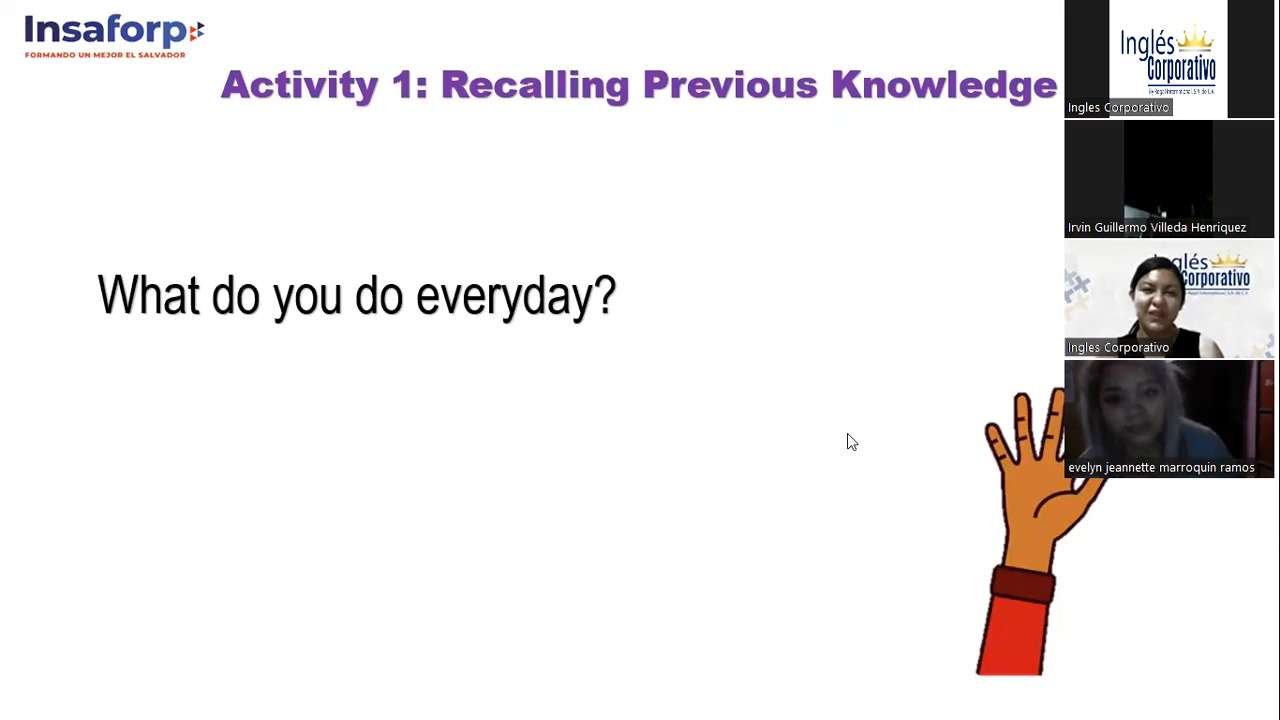 Insaforp
FORMANDO UN MEJOR EL SALVADOR
Activity 1: Recalling Previous Knowledge
What do you do everyday?
Inglés
Corporativo
Ingles Corporativo
Irvin Guillermo Villeda Henriquez
glés
Corporativo
Ingles Corporativo
evelyn jeannette marroquin ramos